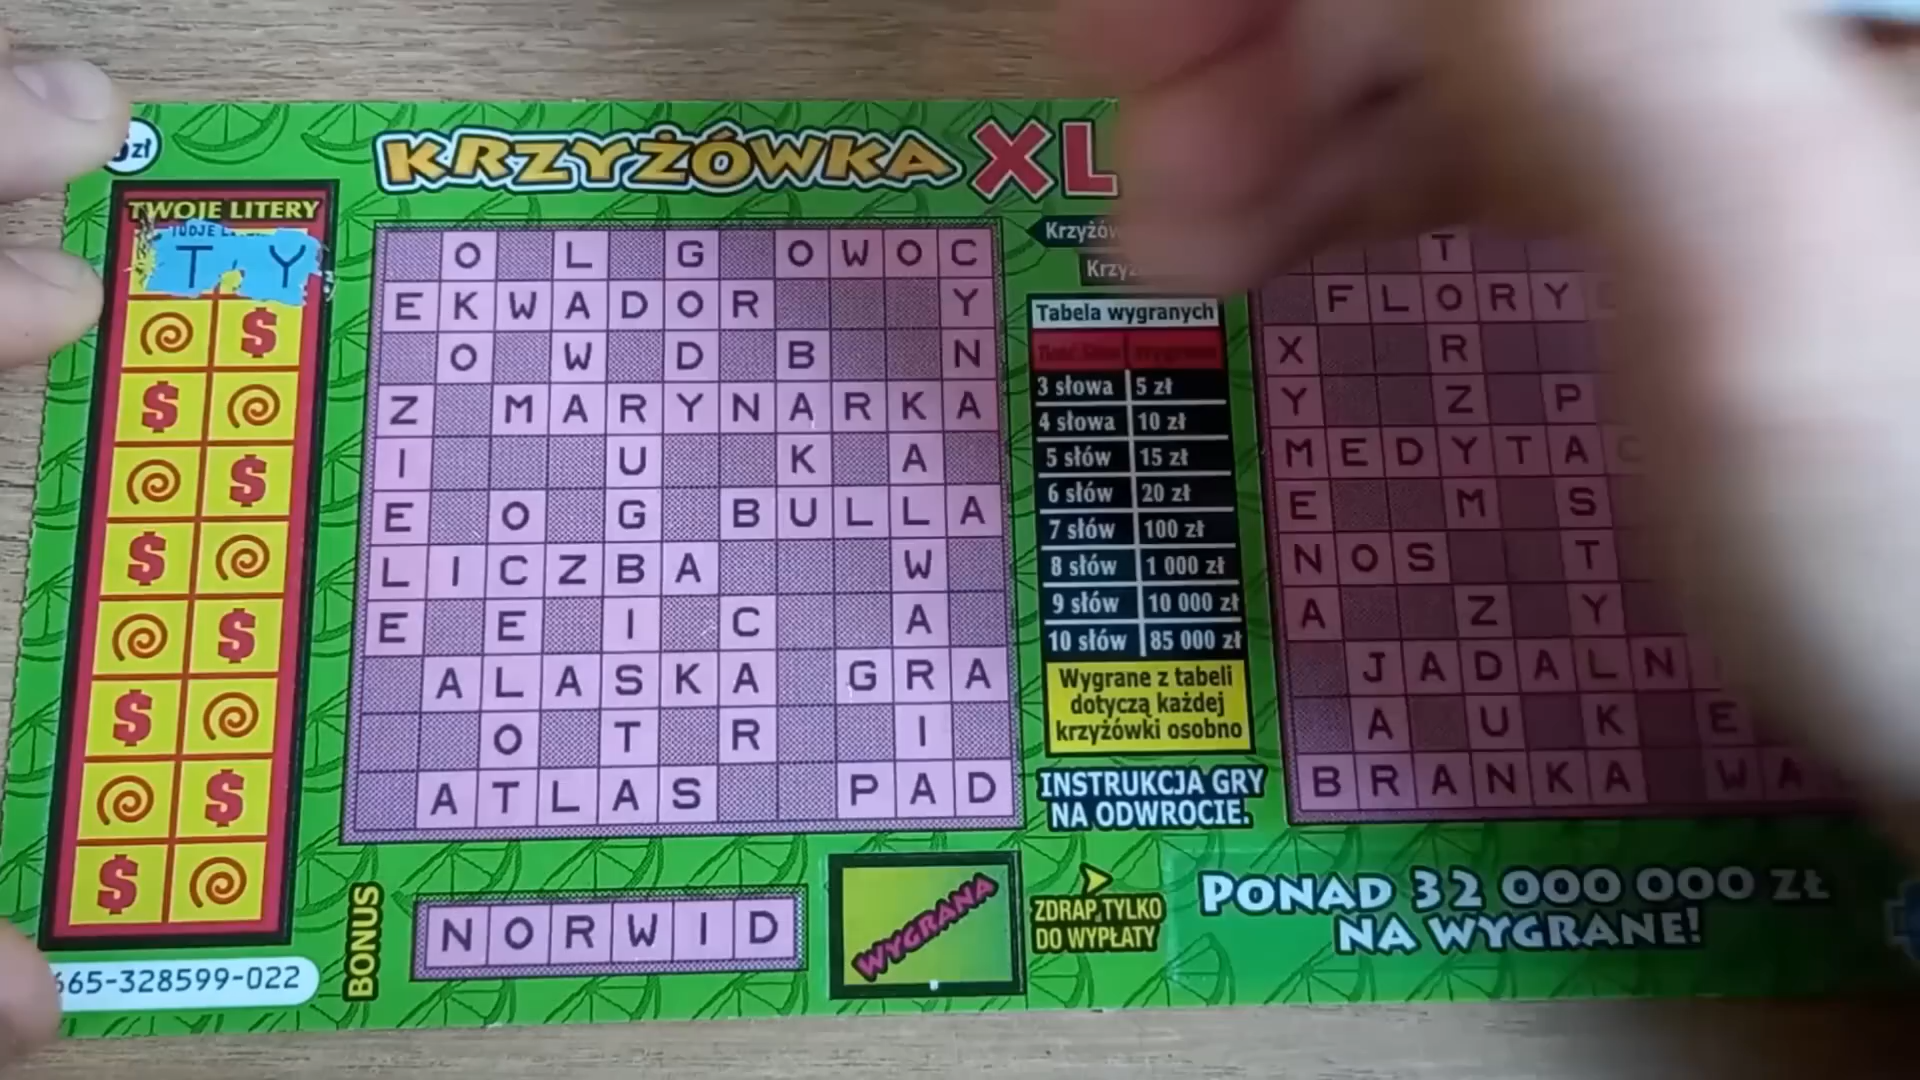 zł
KRZYŻÓWKA XL
TWOJE LITERY
T Y
O L G O W O C
E K W A D O R Y
O W D B N
Z M A R Y N A R K A
I U K A
E O G B U L L A
L I C Z B A W
E E I C A
A L A S K A G R A
O T R I
A T L A S P A D
Tabela wygranych
3 słowa 5 zł
4 słowa 10 zł
5 słów 15 zł
6 słów 20 zł
7 słów 100 zł
8 słów 1 000 zł
9 słów 10 000 zł
10 słów 85 000 zł
Wygrane z tabeli
dotyczą każdej
krzyżówki osobno
INSTRUKCJA GRY
NA ODWROCIE.
T
F L O R Y
X R
Y Z P
M E D Y T A C
E M S
N O S T
A Z Y
J A D A L N
A U K E
B R A N K A W A
BONUS
N O R W I D
WYGRANA
ZDRAP TYLKO
DO WYPŁATY
PONAD 32 000 000 ZŁ
NA WYGRANE!
665-328599-022